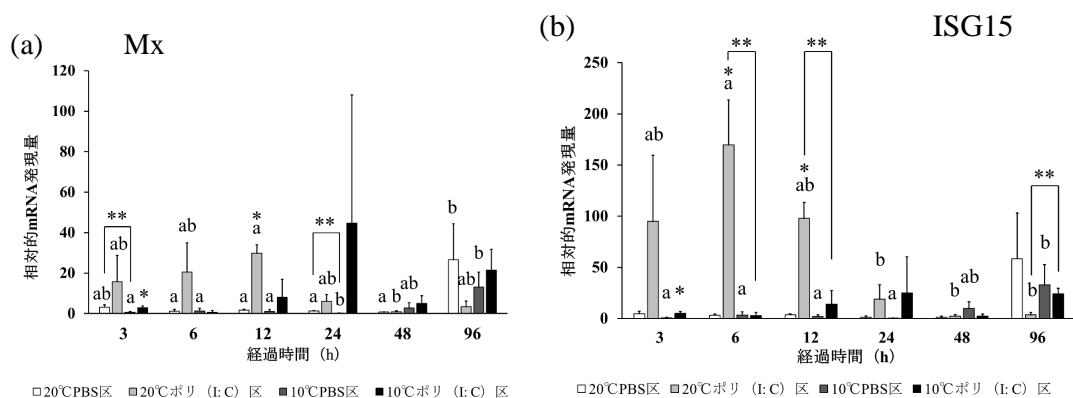 (a) Mx
相対的mRNA発現量
120
100
80
60
40
20
0
** ab ab a *
ab a
* a a a
** a b
a b a ab
b ab b
3 6 12 24 48 96
経過時間 (h)
□20℃PBS区 ■20℃ポリ (I: C) 区 ■10℃PBS区 ■10℃ポリ (I: C) 区
(b) ISG15
相対的mRNA発現量
250
200
150
100
50
0
ab a *
** * a a
** * ab a
b a
b ab
** b b
3 6 12 24 48 96
経過時間 (h)
□20℃PBS区 ■20℃ポリ (I: C) 区 ■10℃PBS区 ■10℃ポリ (I: C) 区